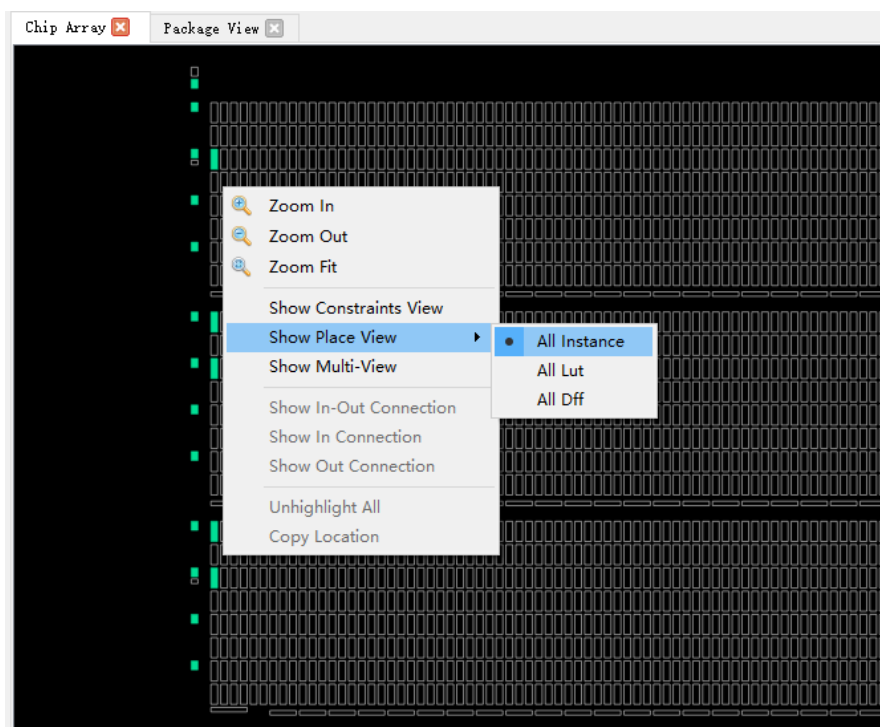 Chip Array
Package View
Zoom In
Zoom Out
Zoom Fit
Show Constraints View
Show Place View
Show Multi-View
Show In-Out Connection
Show In Connection
Show Out Connection
Unhighlight All
Copy Location
All Instance
All Lut
All Dff